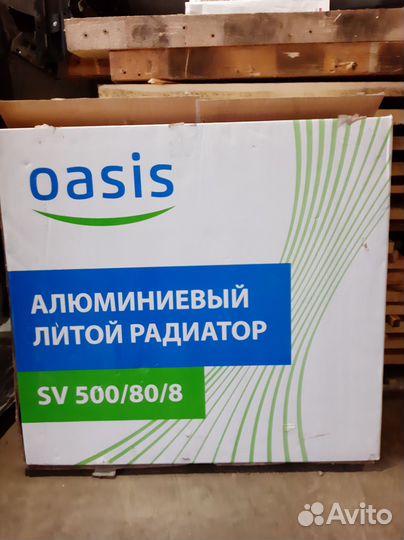 oasis
АЛЮМИНИЕВЫЙ
ЛИТОЙ РАДИАТОР
SV 500/80/8
Avito